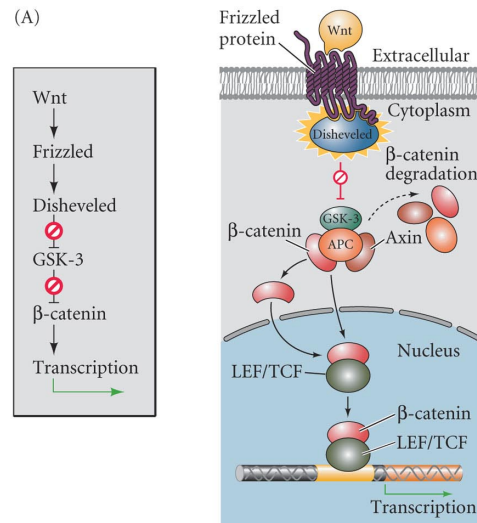 (A)
Wnt
Frizzled
Disheveled
GSK-3
β-catenin
Transcription
Frizzled
protein
Wnt
Extracellular
Cytoplasm
Disheveled
β-catenin
degradation
GSK-3
β-catenin
APC
Axin
Nucleus
LEF/TCF
β-catenin
LEF/TCF
Transcription